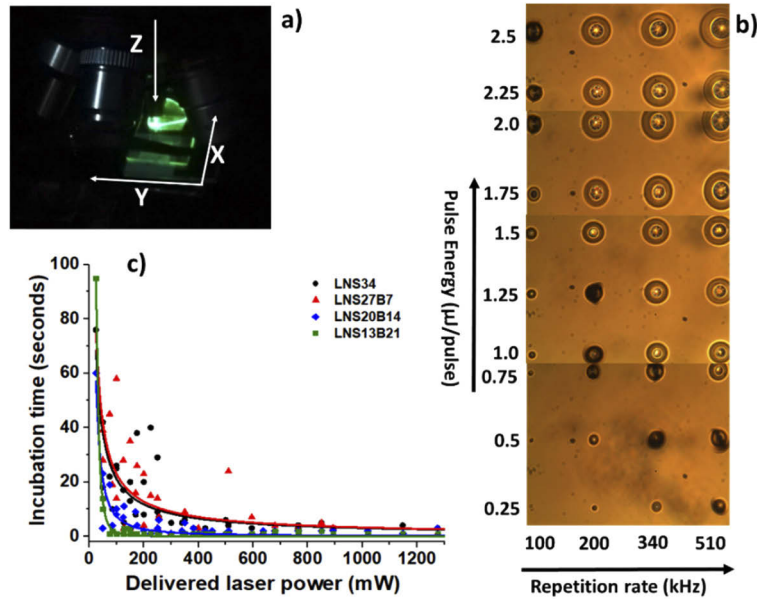 a)
Z
X
Y
b)
2.5
2.25
2.0
1.75
1.5
1.25
1.0
0.75
0.5
0.25
Pulse Energy (µJ/pulse)
100 200 340 510
Repetition rate (kHz)
c)
LNS34
LNS27B7
LNS20B14
LNS13B21
Incubation time (seconds)
100
80
60
40
20
0
0 200 400 600 800 1000 1200
Delivered laser power (mW)